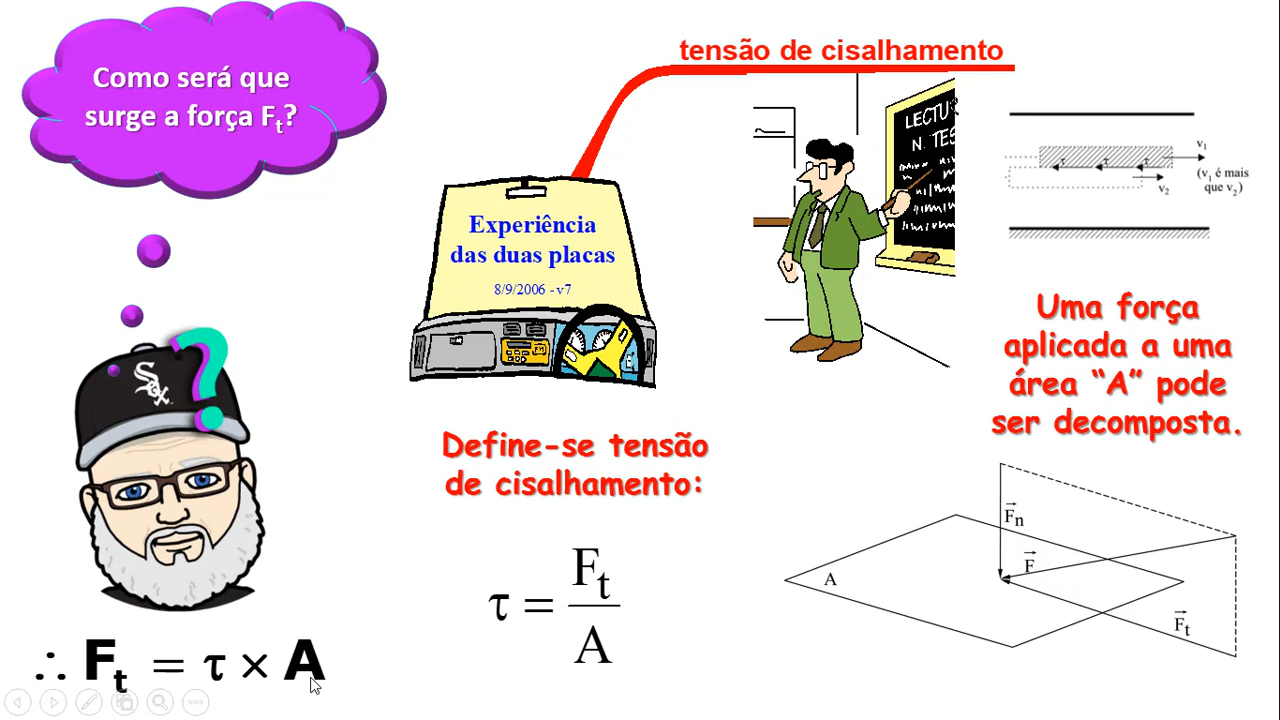 Como será que
surge a força Ft?
tensão de cisalhamento
Experiência
das duas placas
8/9/2006 - v7
LECTU
N. TES
v1
τ τ τ
(v1 é mais
que v2)
v2
Uma força
aplicada a uma
área “A” pode
ser decomposta.
Sox
?
Define-se tensão
de cisalhamento:
τ = Ft / A
Fn
F
A
Ft
∴ Ft = τ × A